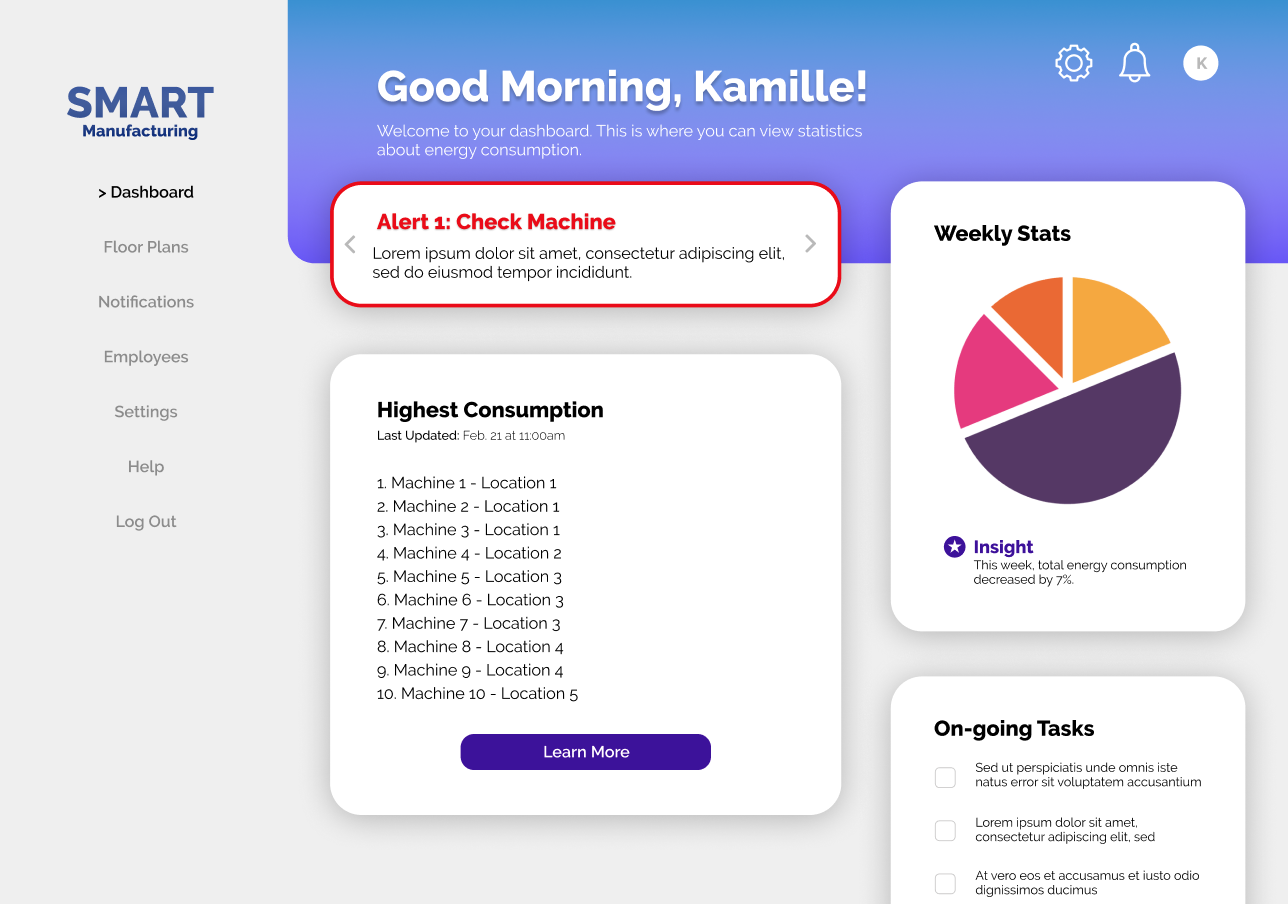 SMART
Manufacturing
> Dashboard
Floor Plans
Notifications
Employees
Settings
Help
Log Out
Good Morning, Kamille!
Welcome to your dashboard. This is where you can view statistics
about energy consumption.
K
Alert 1: Check Machine
Lorem ipsum dolor sit amet, consectetur adipiscing elit,
sed do eiusmod tempor incididunt.
Highest Consumption
Last Updated: Feb. 21 at 11:00am
1. Machine 1 - Location 1
2. Machine 2 - Location 1
3. Machine 3 - Location 1
4. Machine 4 - Location 2
5. Machine 5 - Location 3
6. Machine 6 - Location 3
7. Machine 7 - Location 3
8. Machine 8 - Location 4
9. Machine 9 - Location 4
10. Machine 10 - Location 5
Learn More
Weekly Stats
Insight
This week, total energy consumption
decreased by 7%.
On-going Tasks
Sed ut perspiciatis unde omnis iste
natus error sit voluptatem accusantium
Lorem ipsum dolor sit amet,
consectetur adipiscing elit, sed
At vero eos et accusamus et iusto odio
dignissimos ducimus